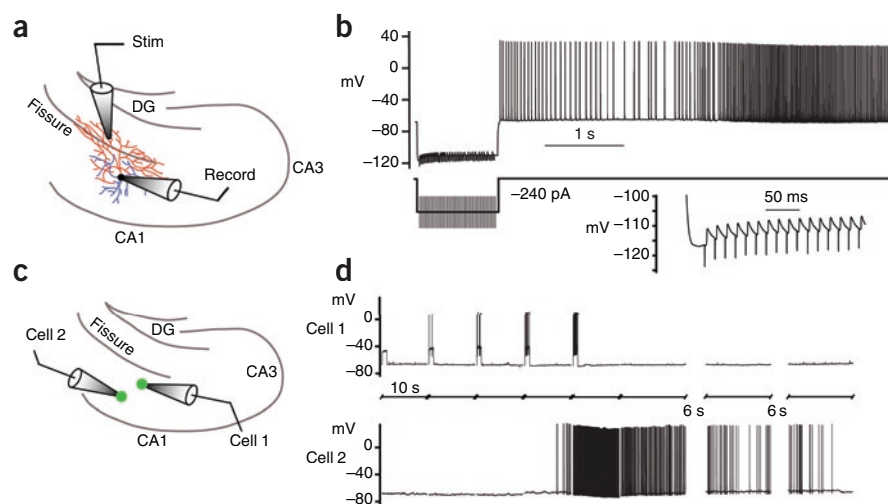 a
Stim
DG
Fissure
Record
CA3
CA1
b
40
0
mV
–40
–80
–120
1 s
–240 pA
–100
50 ms
mV
–110
–120
c
Cell 2
Fissure
DG
CA3
CA1
Cell 1
d
mV
Cell 1
0
–40
–80
10 s
6 s
6 s
mV
Cell 2
0
–40
–80